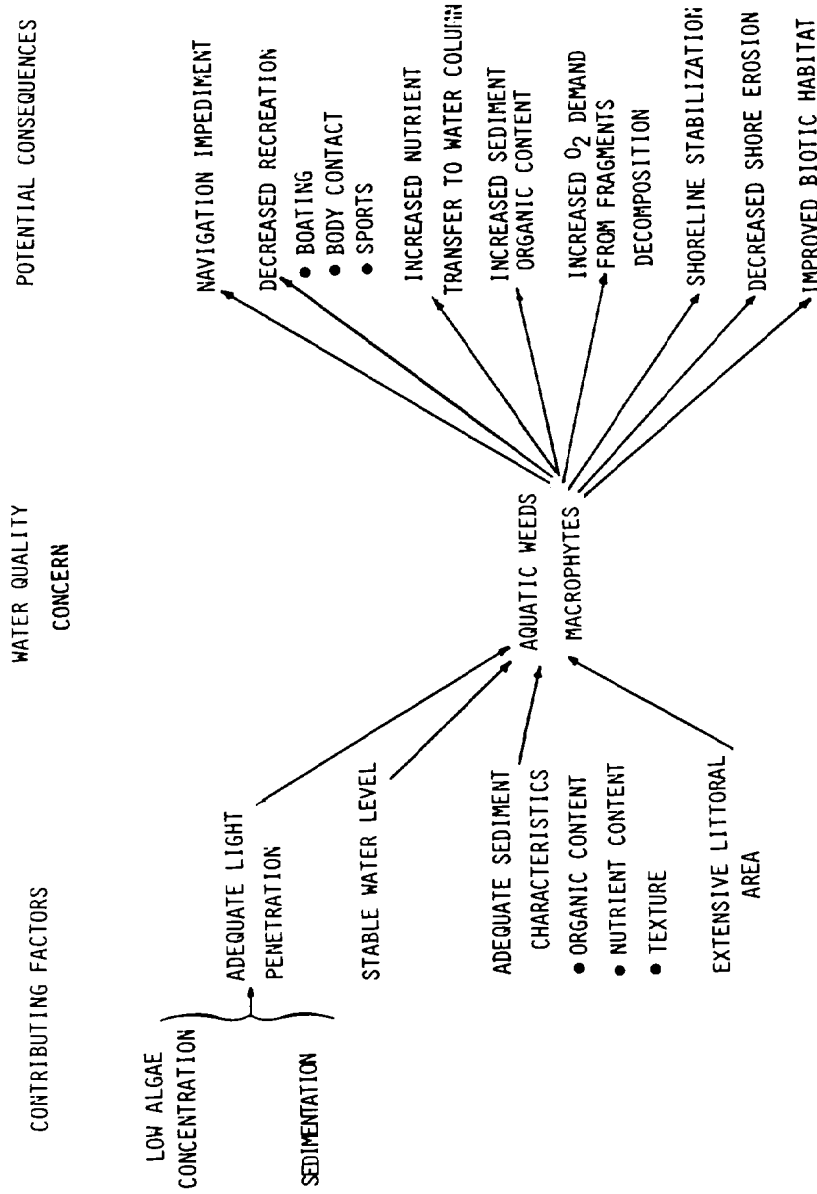 CONTRIBUTING FACTORS
WATER QUALITY
CONCERN
POTENTIAL CONSEQUENCES
LOW ALGAE
CONCENTRATION
SEDIMENTATION
ADEQUATE LIGHT
PENETRATION
STABLE WATER LEVEL
ADEQUATE SEDIMENT
CHARACTERISTICS
● ORGANIC CONTENT
● NUTRIENT CONTENT
● TEXTURE
EXTENSIVE LITTORAL
AREA
AQUATIC WEEDS
MACROPHYTES
NAVIGATION IMPEDIMENT
DECREASED RECREATION
● BOATING
● BODY CONTACT
● SPORTS
INCREASED NUTRIENT
TRANSFER TO WATER COLUMN
INCREASED SEDIMENT
ORGANIC CONTENT
INCREASED O2 DEMAND
FROM FRAGMENTS
DECOMPOSITION
SHORELINE STABILIZATION
DECREASED SHORE EROSION
IMPROVED BIOTIC HABITAT